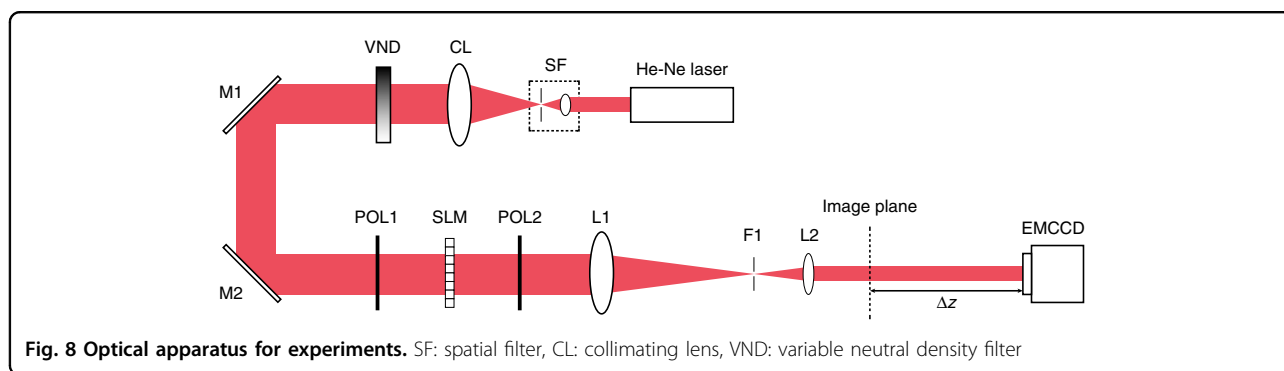 VND
CL
SF
He-Ne laser
M1
POL1
SLM
POL2
L1
F1
L2
Image plane
EMCCD
M2
Δz
Fig. 8 Optical apparatus for experiments. SF: spatial filter, CL: collimating lens, VND: variable neutral density filter